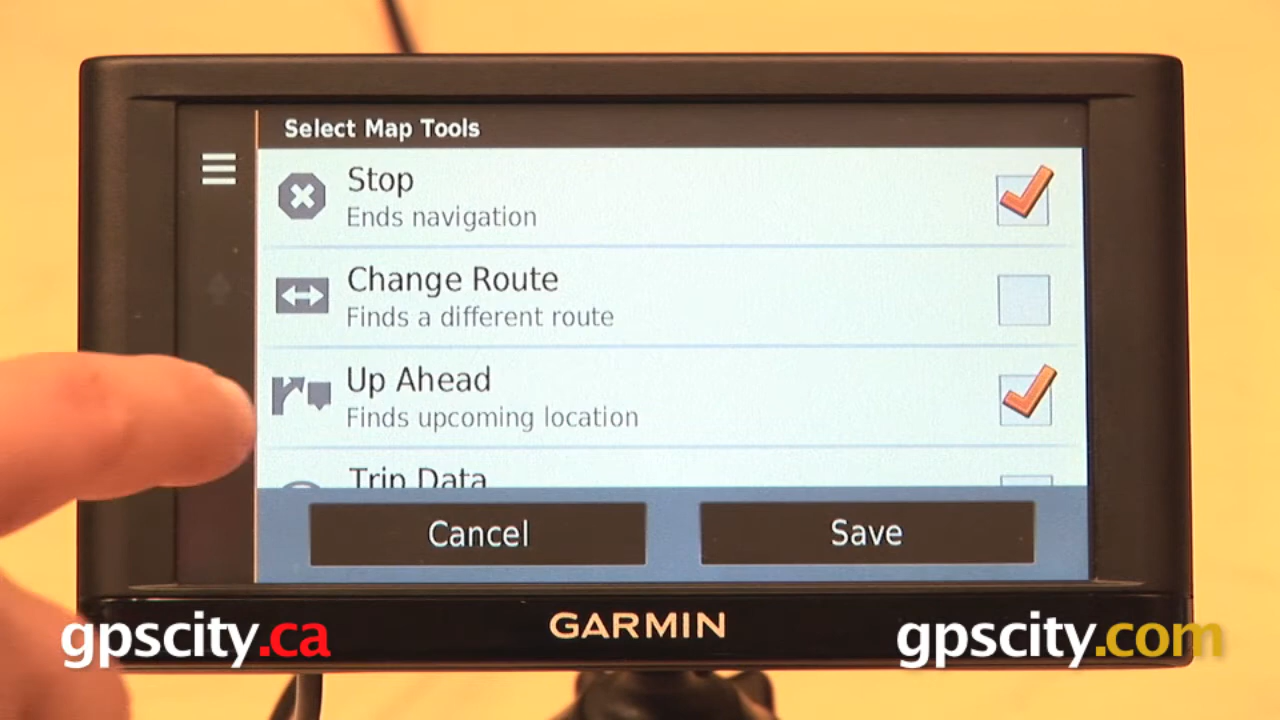 Select Map Tools
Stop
Ends navigation
Change Route
Finds a different route
Up Ahead
Finds upcoming location
Trip Data
Cancel
Save
GARMIN
gpscity.ca
gpscity.com